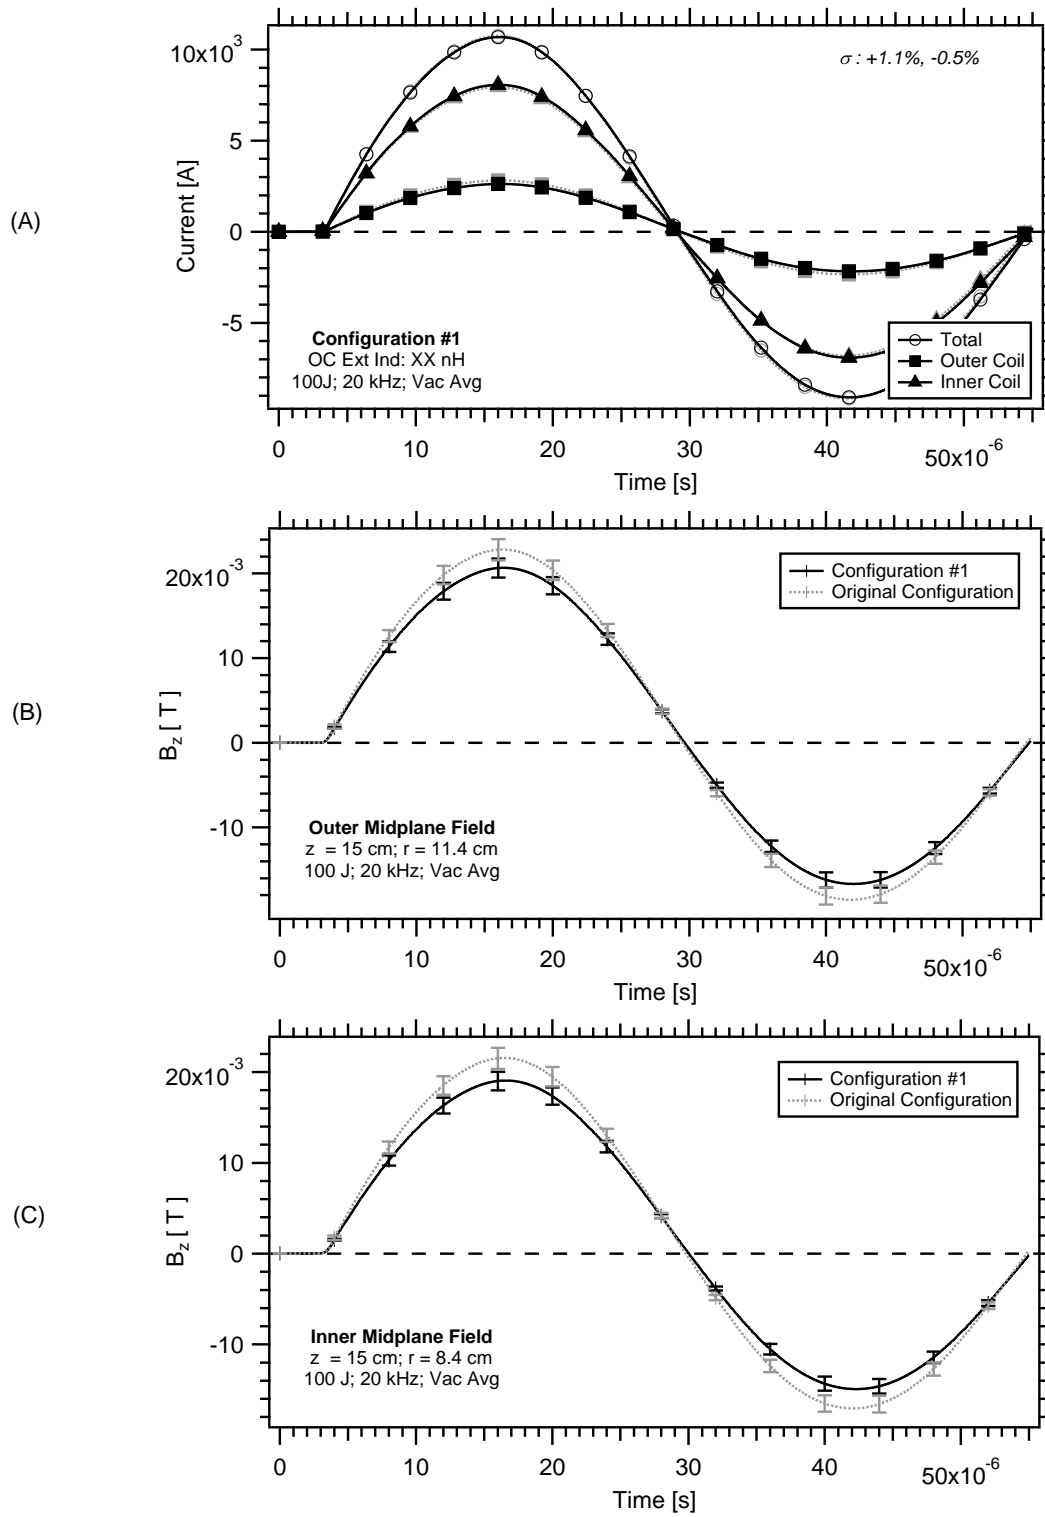 (A)
10x10³
5
0
-5
Current [A]
σ : +1.1%, -0.5%
Configuration #1
OC Ext Ind: XX nH
100J; 20 kHz; Vac Avg
Total
Outer Coil
Inner Coil
0
10
20
30
40
50x10⁻⁶
Time [s]
(B)
20x10⁻³
10
0
-10
B_z [ T ]
Configuration #1
Original Configuration
Outer Midplane Field
z = 15 cm; r = 11.4 cm
100 J; 20 kHz; Vac Avg
0
10
20
30
40
50x10⁻⁶
Time [s]
(C)
20x10⁻³
10
0
-10
B_z [ T ]
Configuration #1
Original Configuration
Inner Midplane Field
z = 15 cm; r = 8.4 cm
100 J; 20 kHz; Vac Avg
0
10
20
30
40
50x10⁻⁶
Time [s]